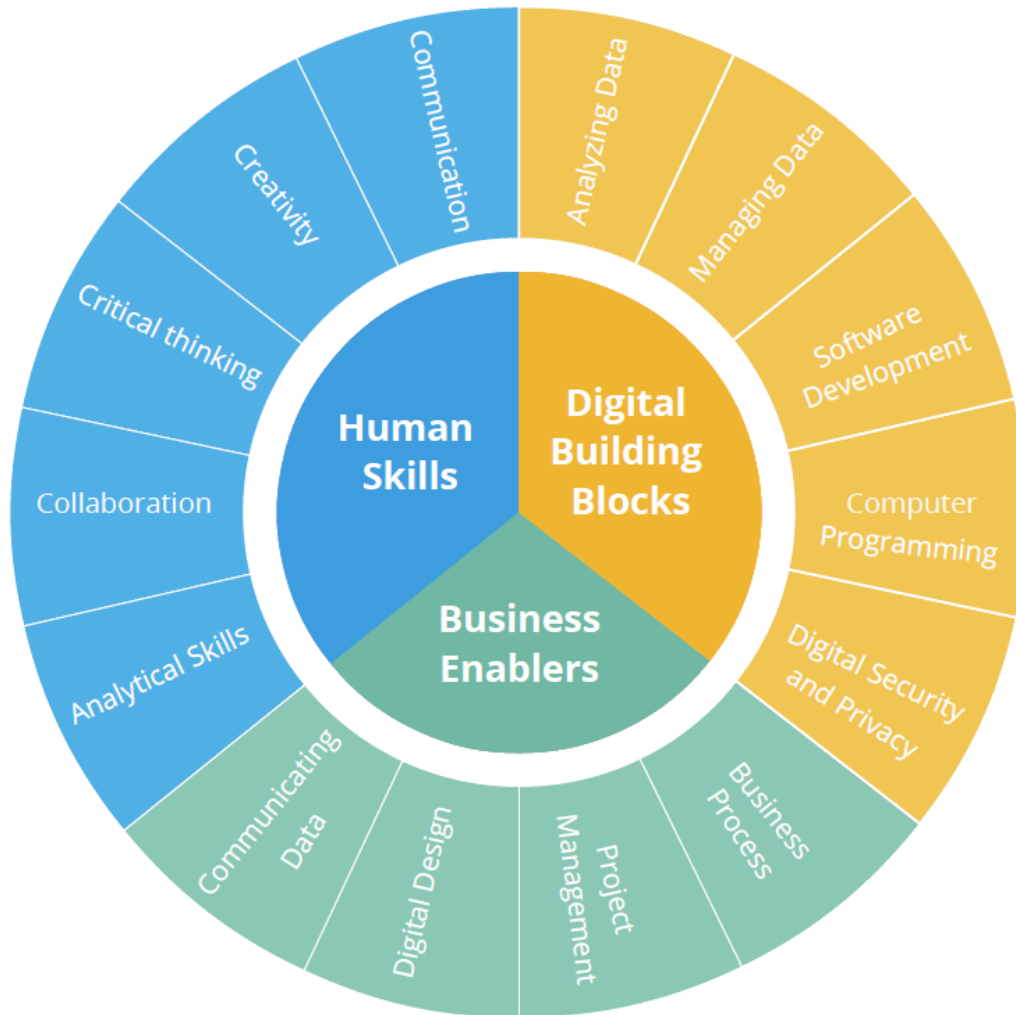 Human
Skills
Digital
Building
Blocks
Business
Enablers
Analyzing Data
Managing Data
Software
Development
Computer
Programming
Digital Security
and Privacy
Business
Process
Project
Management
Digital Design
Communicating
Data
Analytical Skills
Collaboration
Critical thinking
Creativity
Communication